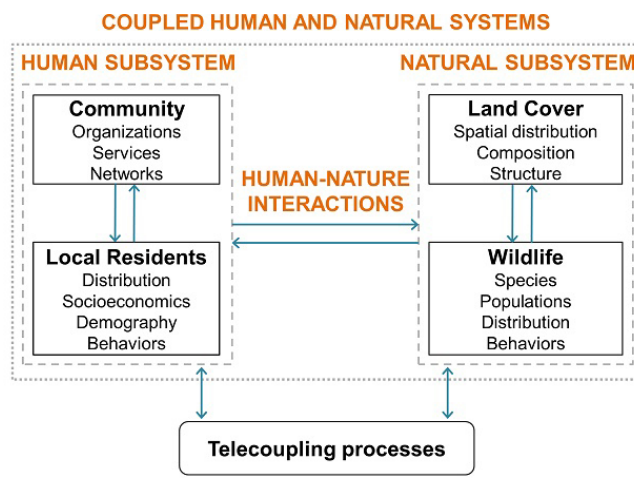 COUPLED HUMAN AND NATURAL SYSTEMS
HUMAN SUBSYSTEM
Community
Organizations
Services
Networks
Local Residents
Distribution
Socioeconomics
Demography
Behaviors
HUMAN-NATURE
INTERACTIONS
NATURAL SUBSYSTEM
Land Cover
Spatial distribution
Composition
Structure
Wildlife
Species
Populations
Distribution
Behaviors
Telecoupling processes